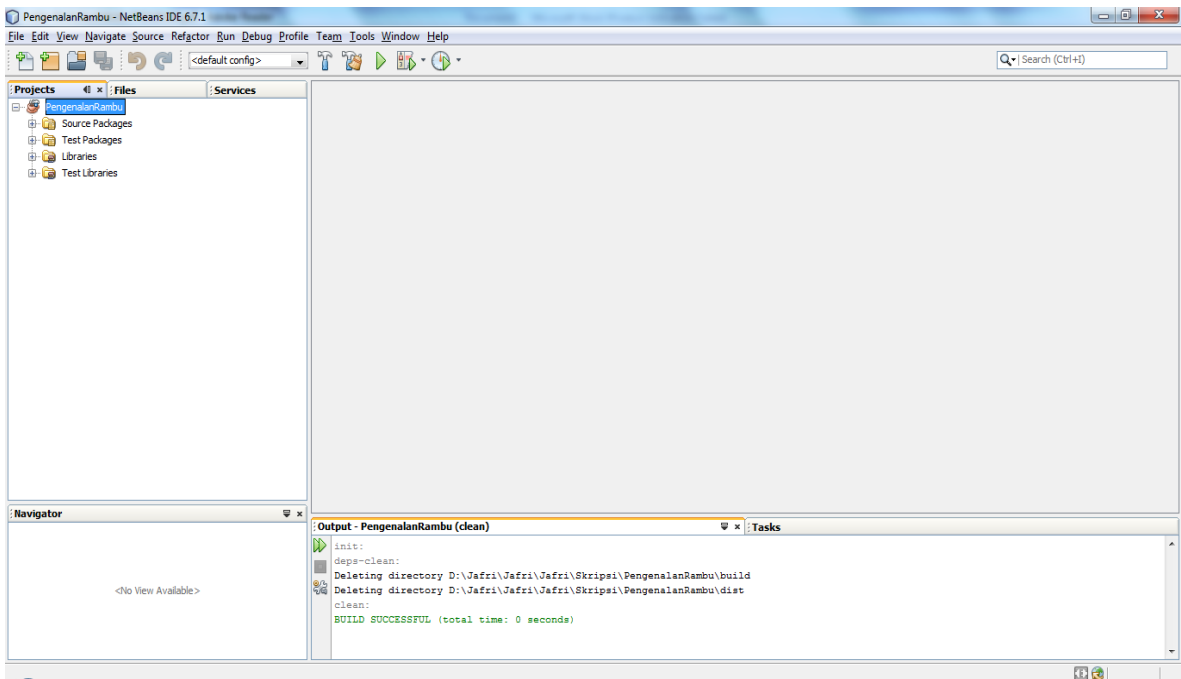 PengenalanRambu - NetBeans IDE 6.7.1
File Edit View Navigate Source Refactor Run Debug Profile Team Tools Window Help
<default config>
Search (Ctrl+I)
Projects Files Services
PengenalanRambu
Source Packages
Test Packages
Libraries
Test Libraries
Navigator
<No View Available>
Output - PengenalanRambu (clean) Tasks
init:
deps-clean:
Deleting directory D:\Jafri\Jafri\Jafri\Skripsi\PengenalanRambu\build
Deleting directory D:\Jafri\Jafri\Jafri\Skripsi\PengenalanRambu\dist
clean:
BUILD SUCCESSFUL (total time: 0 seconds)